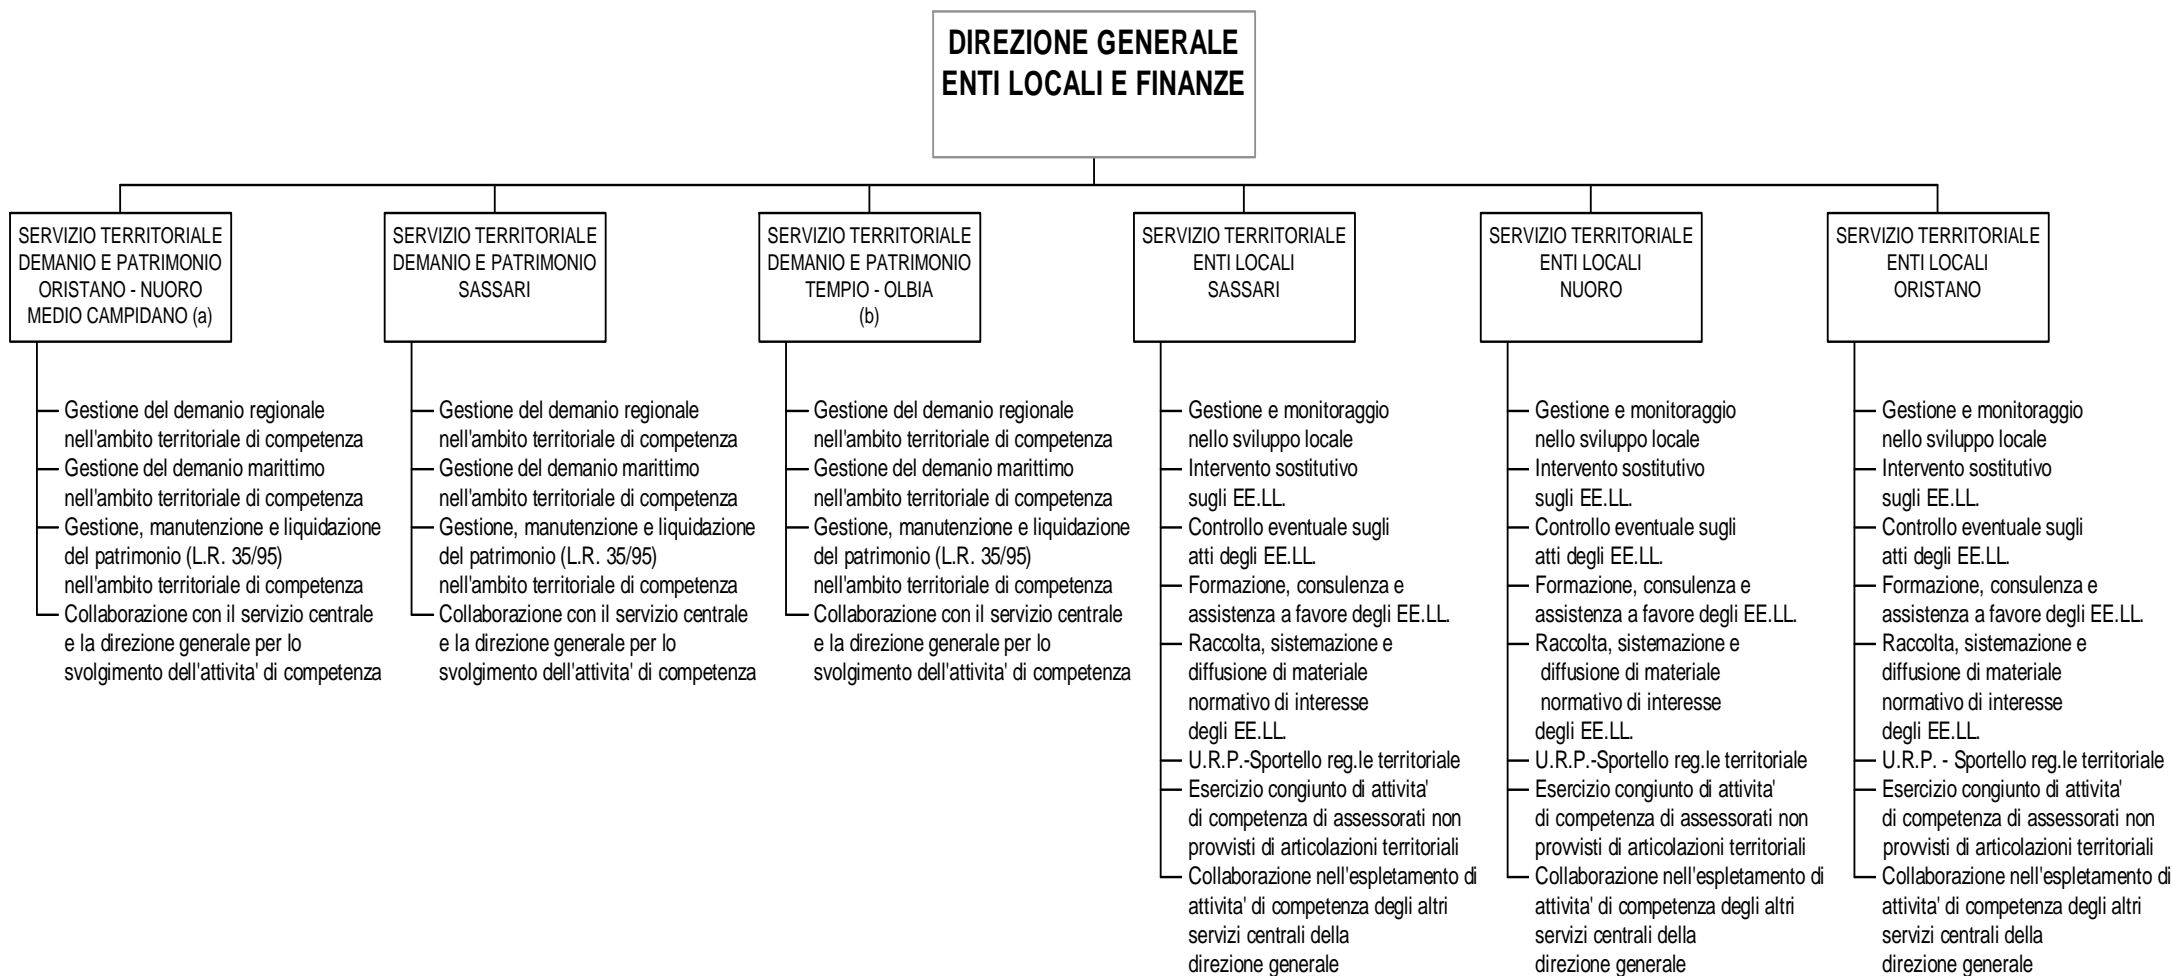 DIREZIONE GENERALE
ENTI LOCALI E FINANZE
SERVIZIO TERRITORIALE
DEMANIO E PATRIMONIO
ORISTANO - NUORO
MEDIO CAMPIDANO (a)
Gestione del demanio regionale
nell'ambito territoriale di competenza
Gestione del demanio marittimo
nell'ambito territoriale di competenza
Gestione, manutenzione e liquidazione
del patrimonio (L.R. 35/95)
nell'ambito territoriale di competenza
Collaborazione con il servizio centrale
e la direzione generale per lo
svolgimento dell'attivita' di competenza
SERVIZIO TERRITORIALE
DEMANIO E PATRIMONIO
SASSARI
Gestione del demanio regionale
nell'ambito territoriale di competenza
Gestione del demanio marittimo
nell'ambito territoriale di competenza
Gestione, manutenzione e liquidazione
del patrimonio (L.R. 35/95)
nell'ambito territoriale di competenza
Collaborazione con il servizio centrale
e la direzione generale per lo
svolgimento dell'attivita' di competenza
SERVIZIO TERRITORIALE
DEMANIO E PATRIMONIO
TEMPIO - OLBIA
(b)
Gestione del demanio regionale
nell'ambito territoriale di competenza
Gestione del demanio marittimo
nell'ambito territoriale di competenza
Gestione, manutenzione e liquidazione
del patrimonio (L.R. 35/95)
nell'ambito territoriale di competenza
Collaborazione con il servizio centrale
e la direzione generale per lo
svolgimento dell'attivita' di competenza
SERVIZIO TERRITORIALE
ENTI LOCALI
SASSARI
Gestione e monitoraggio
nello sviluppo locale
Intervento sostitutivo
sugli EE.LL.
Controllo eventuale sugli
atti degli EE.LL.
Formazione, consulenza e
assistenza a favore degli EE.LL.
Raccolta, sistemazione e
diffusione di materiale
normativo di interesse
degli EE.LL.
U.R.P.-Sportello reg.le territoriale
Esercizio congiunto di attivita'
di competenza di assessorati non
provvisti di articolazioni territoriali
Collaborazione nell'espletamento di
attivita' di competenza degli altri
servizi centrali della
direzione generale
SERVIZIO TERRITORIALE
ENTI LOCALI
NUORO
Gestione e monitoraggio
nello sviluppo locale
Intervento sostitutivo
sugli EE.LL.
Controllo eventuale sugli
atti degli EE.LL.
Formazione, consulenza e
assistenza a favore degli EE.LL.
Raccolta, sistemazione e
diffusione di materiale
normativo di interesse
degli EE.LL.
U.R.P.-Sportello reg.le territoriale
Esercizio congiunto di attivita'
di competenza di assessorati non
provvisti di articolazioni territoriali
Collaborazione nell'espletamento di
attivita' di competenza degli altri
servizi centrali della
direzione generale
SERVIZIO TERRITORIALE
ENTI LOCALI
ORISTANO
Gestione e monitoraggio
nello sviluppo locale
Intervento sostitutivo
sugli EE.LL.
Controllo eventuale sugli
atti degli EE.LL.
Formazione, consulenza e
assistenza a favore degli EE.LL.
Raccolta, sistemazione e
diffusione di materiale
normativo di interesse
degli EE.LL.
U.R.P. - Sportello reg.le territoriale
Esercizio congiunto di attivita'
di competenza di assessorati non
provvisti di articolazioni territoriali
Collaborazione nell'espletamento di
attivita' di competenza degli altri
servizi centrali della
direzione generale